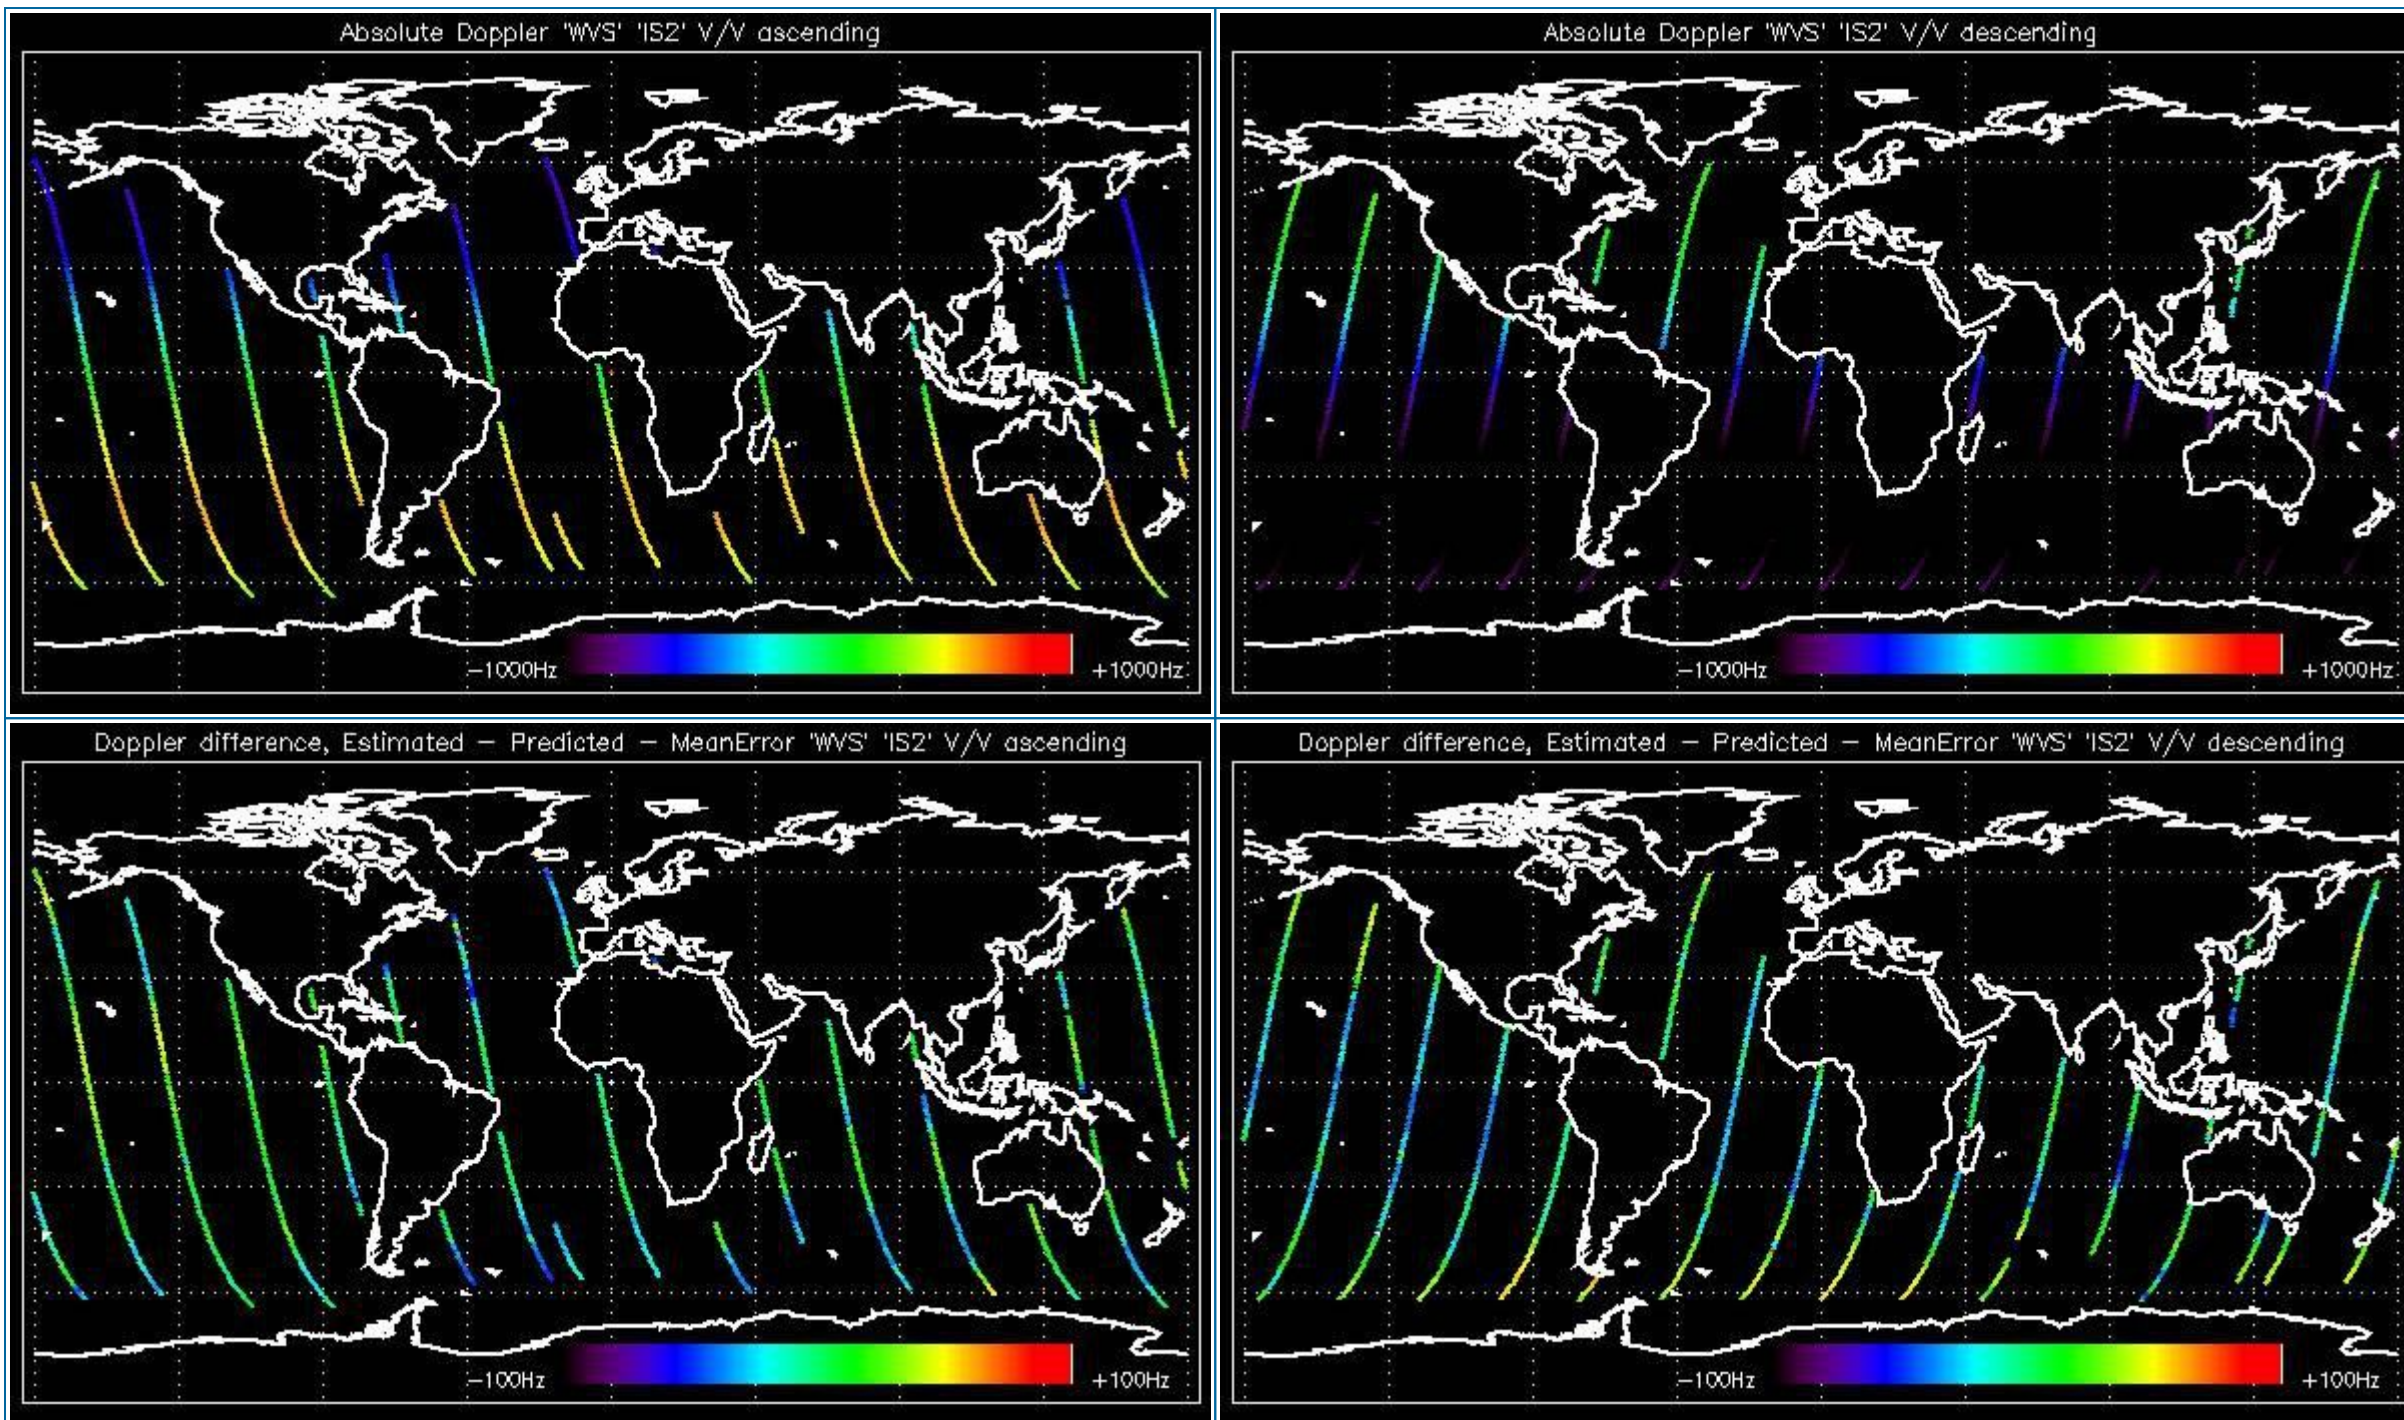 Absolute Doppler 'WVS' 'IS2' V/V ascending
-1000Hz
+1000Hz
Absolute Doppler 'WVS' 'IS2' V/V descending
-1000Hz
+1000Hz
Doppler difference, Estimated - Predicted - MeanError 'WVS' 'IS2' V/V ascending
-100Hz
+100Hz
Doppler difference, Estimated - Predicted - MeanError 'WVS' 'IS2' V/V descending
-100Hz
+100Hz